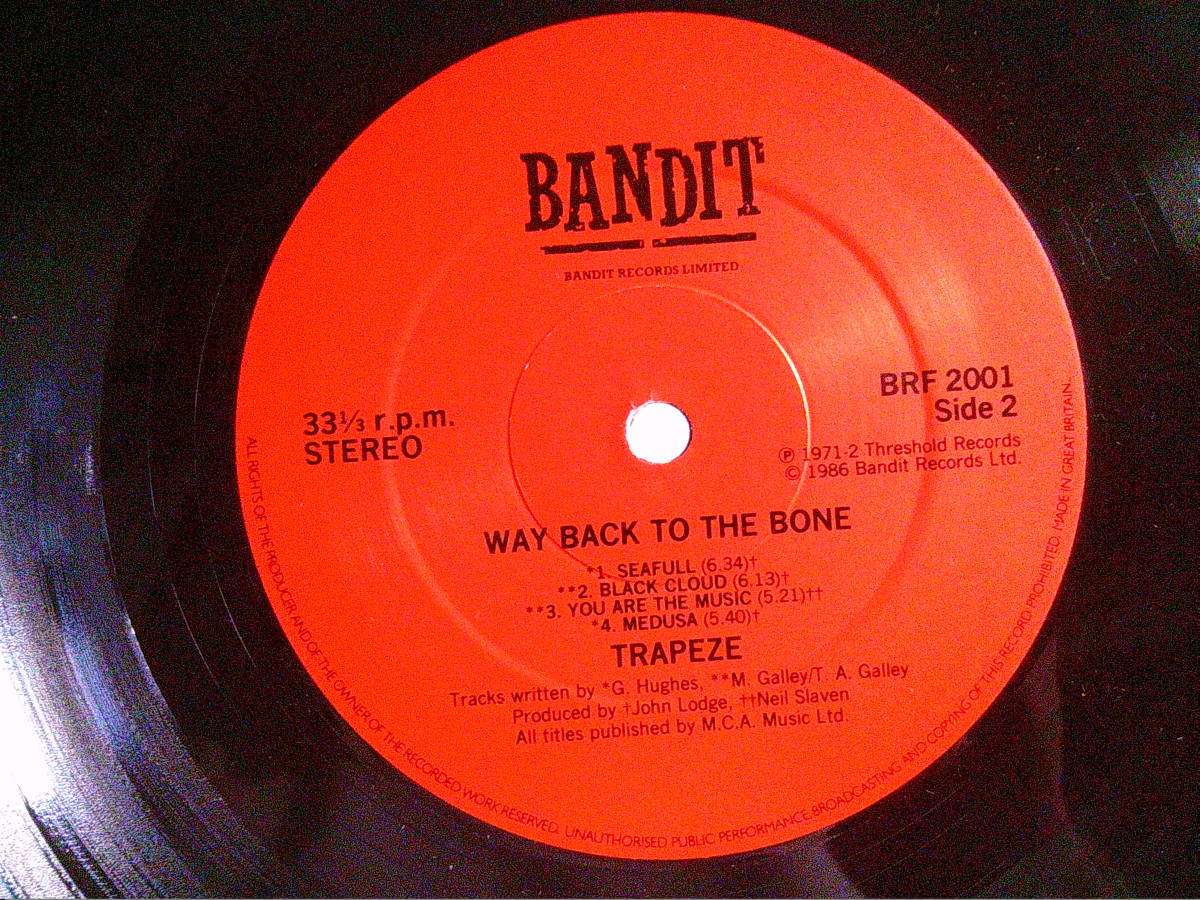 BANDIT
BANDIT RECORDS LIMITED
33⅓ r.p.m.
STEREO
BRF 2001
Side 2
℗ 1971-2 Threshold Records
© 1986 Bandit Records Ltd.
WAY BACK TO THE BONE
*1. SEAFULL (6.34)†
**2. BLACK CLOUD (6.13)†
**3. YOU ARE THE MUSIC (5.21)††
*4. MEDUSA (5.40)†
TRAPEZE
Tracks written by *G. Hughes, **M. Galley/T. A. Galley
Produced by †John Lodge, ††Neil Slaven
All titles published by M.C.A. Music Ltd.
ALL RIGHTS OF THE PRODUCER AND OF THE OWNER OF THE RECORDED WORK RESERVED. UNAUTHORISED PUBLIC PERFORMANCE, BROADCASTING AND COPYING OF THIS RECORD PROHIBITED. MADE IN GREAT BRITAIN.